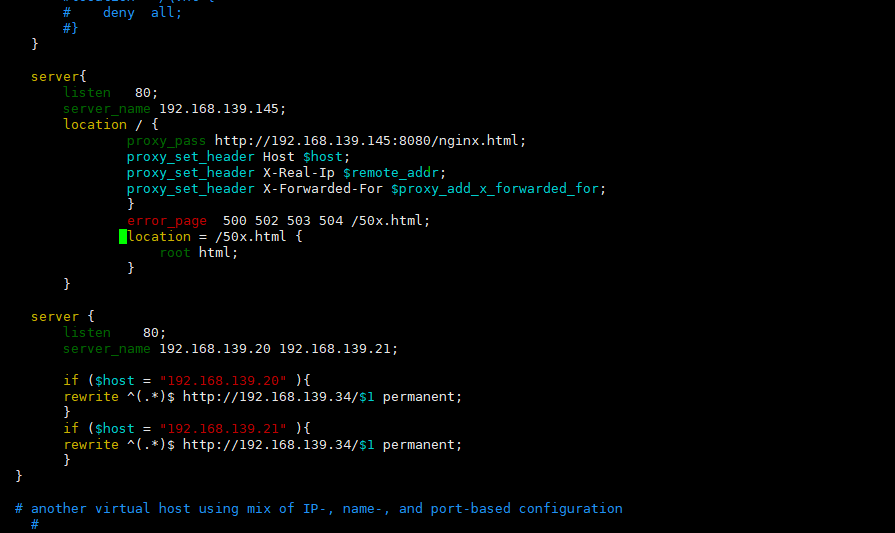 #    deny  all;
#}
}
server{
listen   80;
server_name 192.168.139.145;
location / {
proxy_pass http://192.168.139.145:8080/nginx.html;
proxy_set_header Host $host;
proxy_set_header X-Real-Ip $remote_addr;
proxy_set_header X-Forwarded-For $proxy_add_x_forwarded_for;
}
error_page  500 502 503 504 /50x.html;
location = /50x.html {
root html;
}
}
server {
listen    80;
server_name 192.168.139.20 192.168.139.21;
if ($host = "192.168.139.20" ){
rewrite ^(.*)$ http://192.168.139.34/$1 permanent;
}
if ($host = "192.168.139.21" ){
rewrite ^(.*)$ http://192.168.139.34/$1 permanent;
}
}
# another virtual host using mix of IP-, name-, and port-based configuration
#